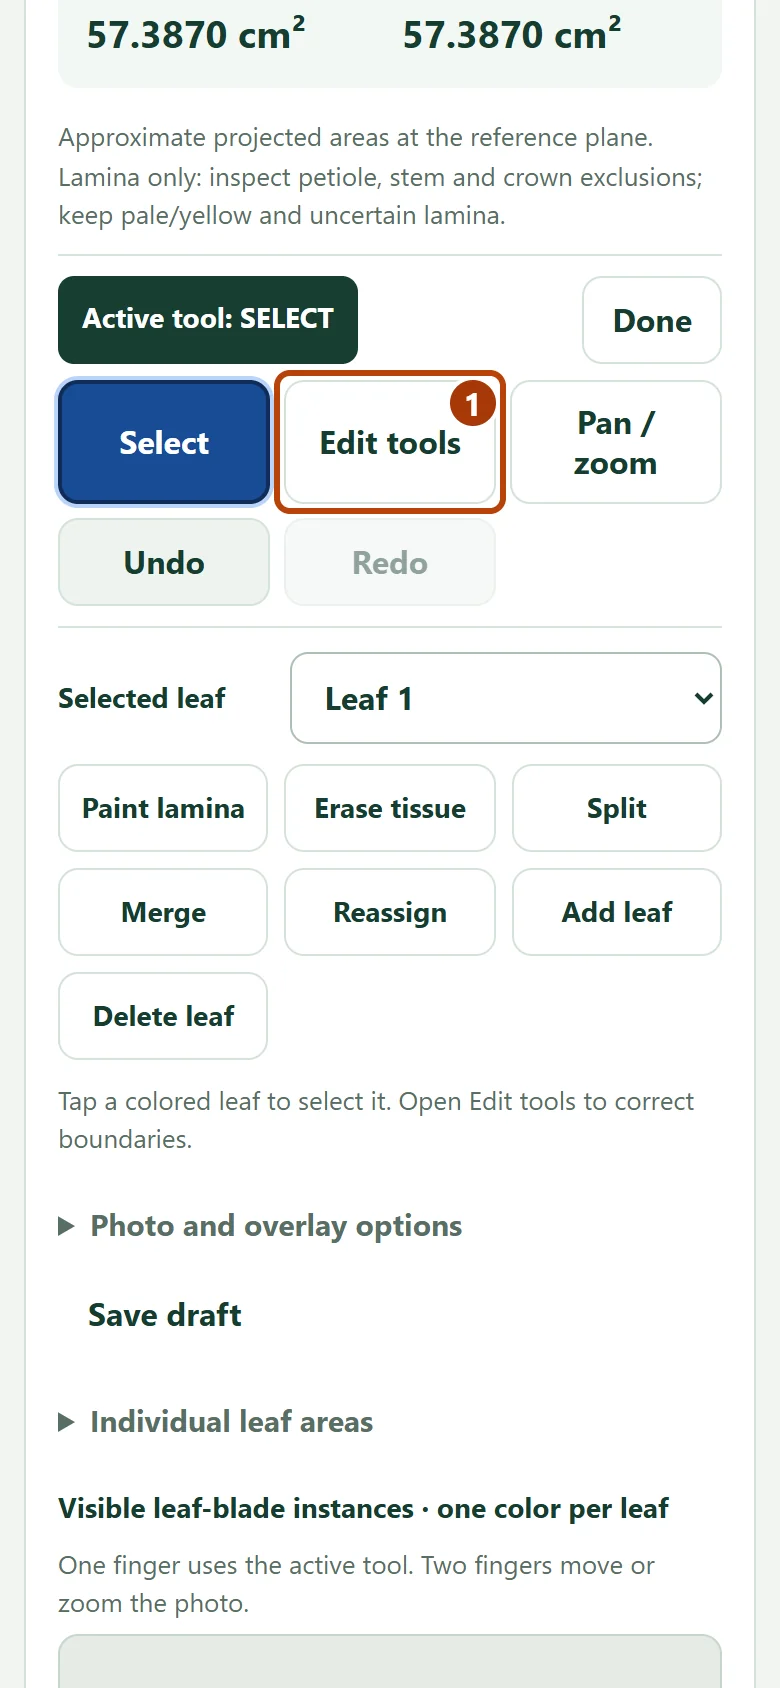 57.3870 cm² 57.3870 cm²
Approximate projected areas at the reference plane.
Lamina only: inspect petiole, stem and crown exclusions;
keep pale/yellow and uncertain lamina.
Active tool: SELECT Done
Select Edit tools 1 Pan /
zoom
Undo Redo
Selected leaf Leaf 1
Paint lamina Erase tissue Split
Merge Reassign Add leaf
Delete leaf
Tap a colored leaf to select it. Open Edit tools to correct
boundaries.
Photo and overlay options
Save draft
Individual leaf areas
Visible leaf-blade instances · one color per leaf
One finger uses the active tool. Two fingers move or
zoom the photo.